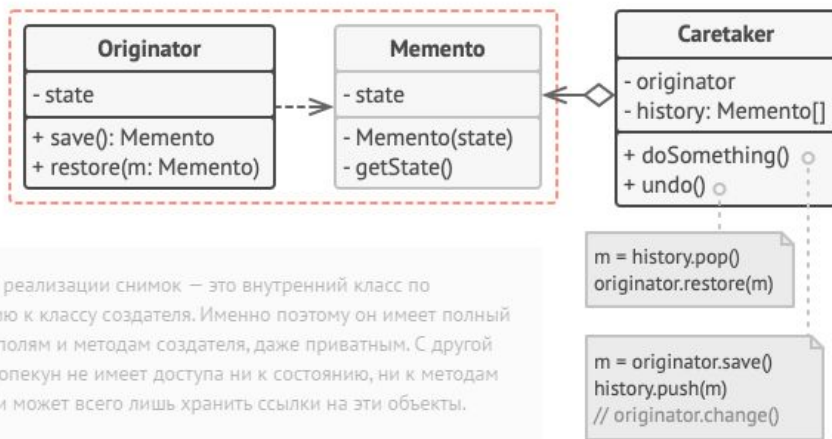 Originator
- state
+ save(): Memento
+ restore(m: Memento)
Memento
- state
- Memento(state)
- getState()
Caretaker
- originator
- history: Memento[]
+ doSomething()
+ undo()
m = history.pop()
originator.restore(m)
m = originator.save()
history.push(m)
// originator.change()
реализации снимок — это внутренний класс по
к классу создателя. Именно поэтому он имеет полный
полям и методам создателя, даже приватным. С другой
опекун не имеет доступа ни к состоянию, ни к методам
и может всего лишь хранить ссылки на эти объекты.